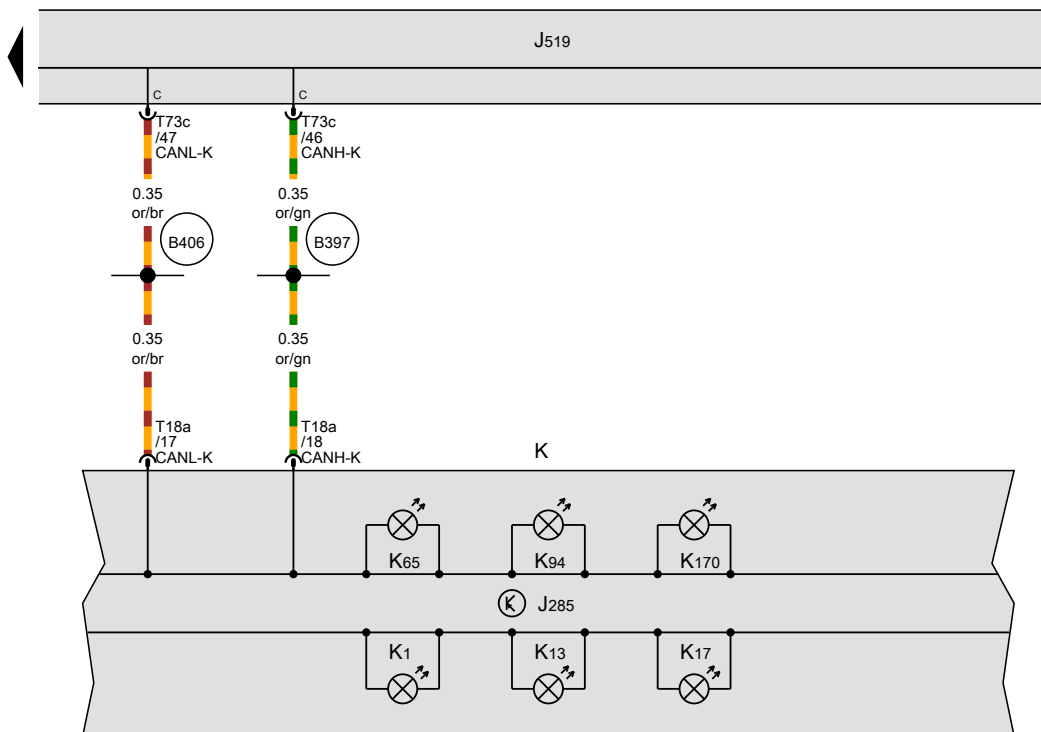 J519
C
C
T73c
/47
CANL-K
T73c
/46
CANH-K
0.35
or/br
0.35
or/gn
B406
B397
0.35
or/br
0.35
or/gn
T18a
/17
CANL-K
T18a
/18
CANH-K
K
K65
K94
K170
J285
K1
K13
K17